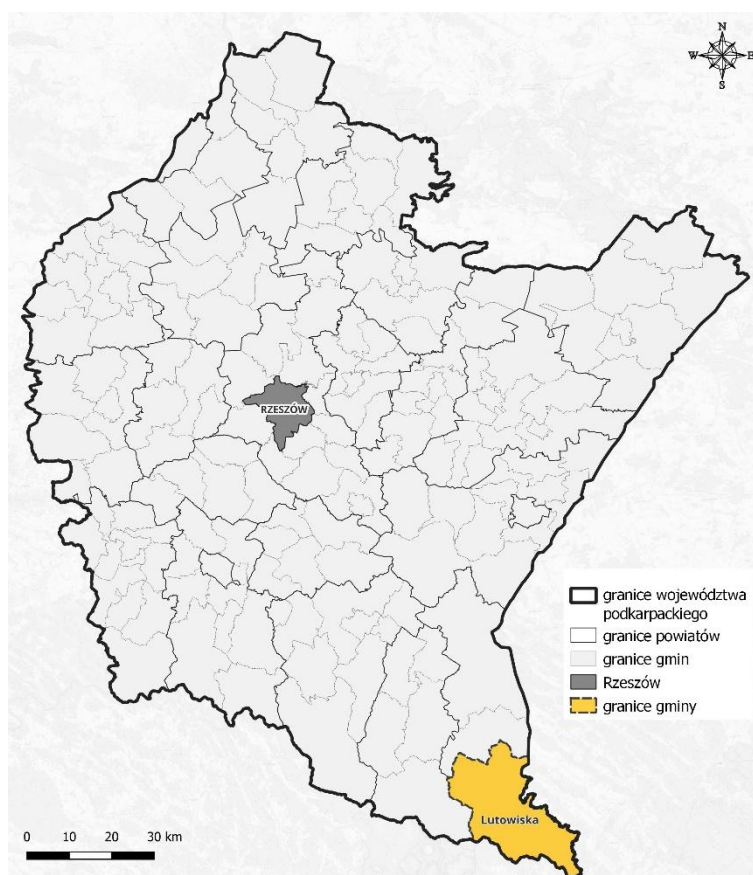 N
W E
S
RZESZÓW
granice województwa
podkarpackiego
granice powiatów
granice gmin
Rzeszów
granice gminy
Lutowiska
0 10 20 30 km